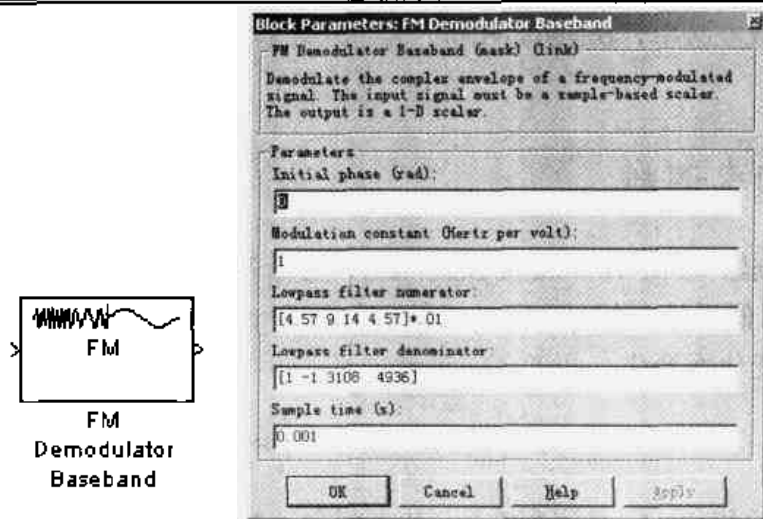 Block Parameters: FM Demodulator Baseband
FM Demodulator Baseband (mask) (link)
Demodulate the complex envelope of a frequency-modulated
signal. The input signal must be a sample-based scalar.
The output is a 1-D scalar.
Parameters
Initial phase (rad):
0
Modulation constant (Hertz per volt):
1
Lowpass filter numerator:
[4.57 9.14 4.57]*.01
Lowpass filter denominator:
[1 -1.3108 .4936]
Sample time (s):
0.001
OK
Cancel
Help
Apply
FM
FM
Demodulator
Baseband